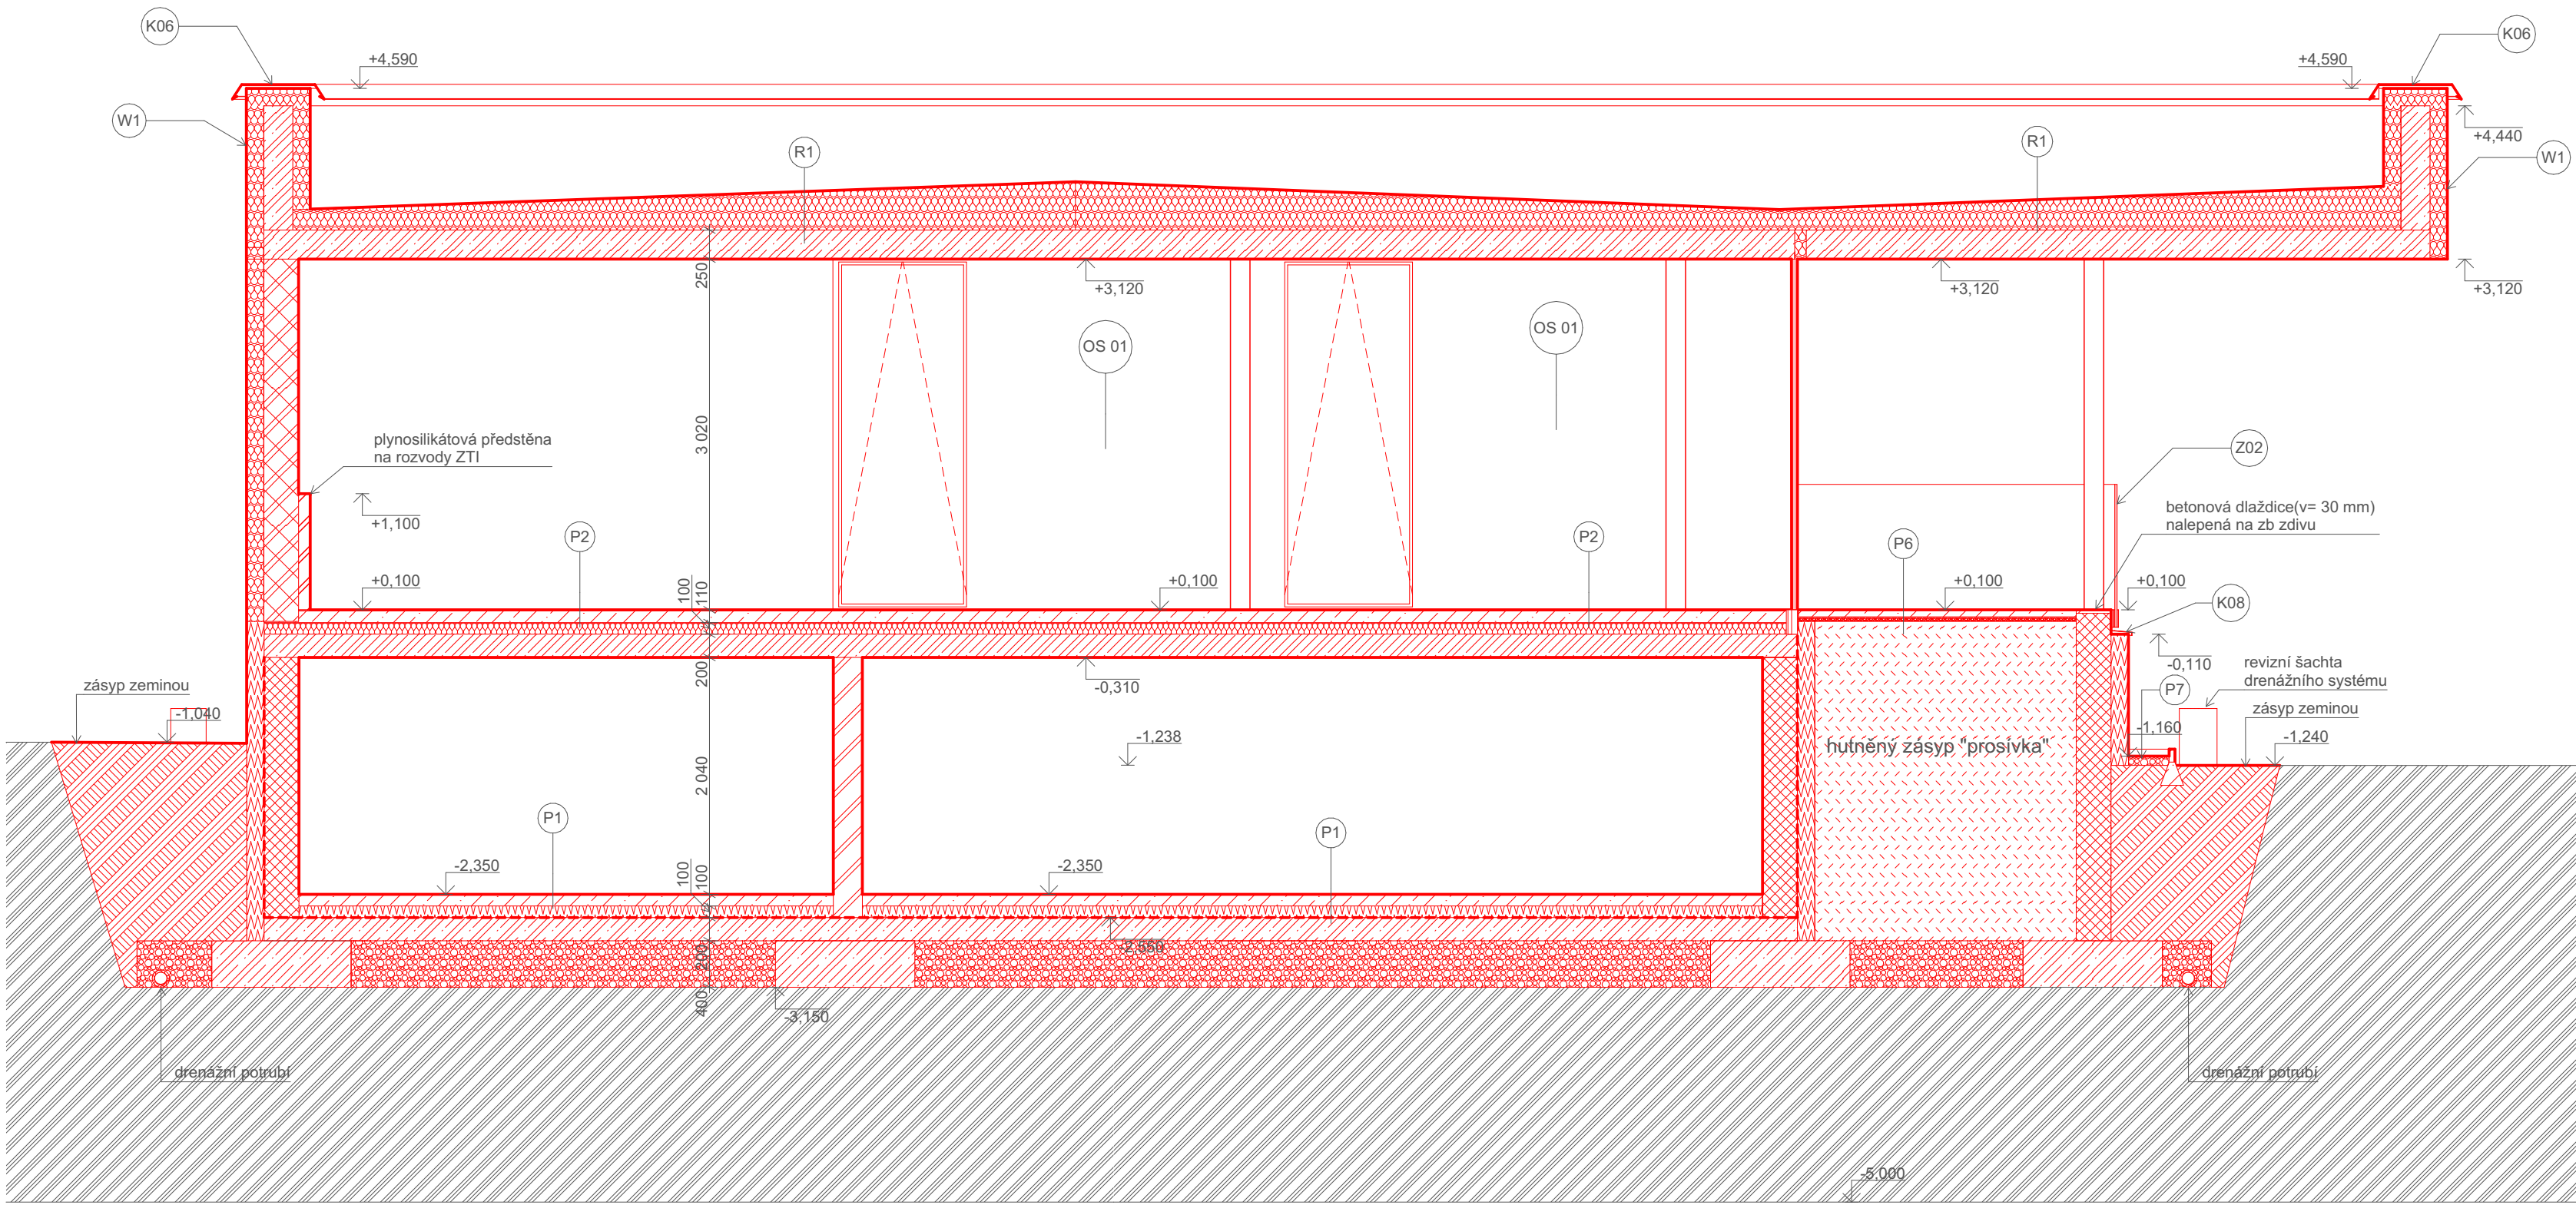 K06
K06
+4,590
+4,590
W1
+4,440
R1
R1
W1
250
+3,120
+3,120
+3,120
OS 01
OS 01
3 020
plynosilikátová předstěna
na rozvody ZTI
Z02
+1,100
betonová dlaždice(v= 30 mm)
nalepená na zb zdivu
P2
P2
P6
+0,100
100
110
+0,100
+0,100
+0,100
K08
200
-0,310
-0,110
revizní šachta
drenážního systému
zásyp zeminou
P7
zásyp zeminou
-1,040
-1,160
-1,238
-1,240
hutněný zásyp "prosívka"
2 040
P1
P1
-2,350
100
100
-2,350
200
-2,550
400
-3,150
drenážní potrubí
drenážní potrubí
-5,000